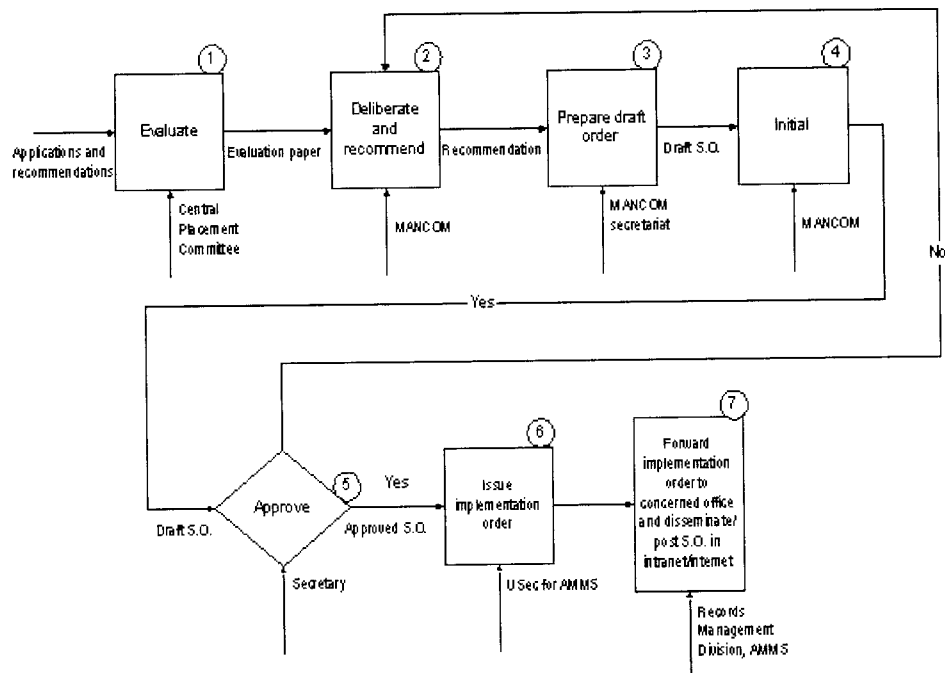 1
Evaluate
Applications and
recommendations
Central
Placement
Committee
Evaluation paper
2
Deliberate
and
recommend
MANCOM
Recommendation
3
Prepare draft
order
MANCOM
secretariat
Draft S.O.
4
Initial
MANCOM
No
Yes
Draft S.O.
5
Approve
Secretary
Yes
Approved S.O.
6
Issue
implementation
order
USec for AMMS
7
Forward
implementation
order to
concerned office
and disseminate/
post S.O. in
intranet/internet
Records
Management
Division, AMMS